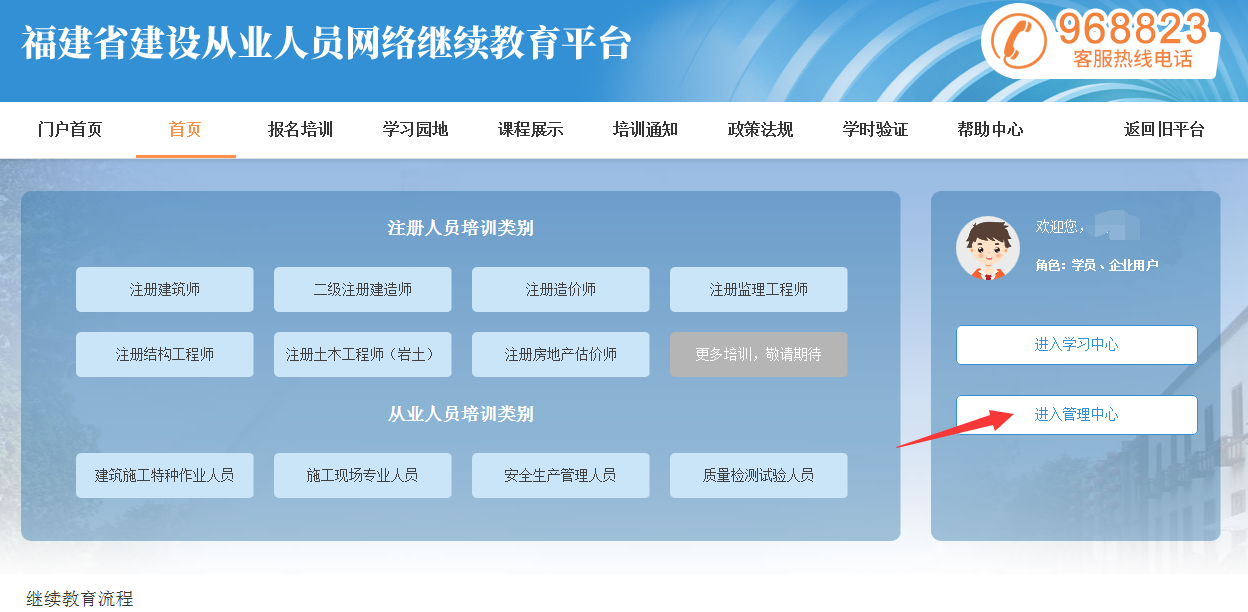 福建省建设从业人员网络继续教育平台
968823
客服热线电话
门户首页 首页 报名培训 学习园地 课程展示 培训通知 政策法规 学时验证 帮助中心 返回旧平台
注册人员培训类别
注册建筑师 二级注册建造师 注册造价师 注册监理工程师
注册结构工程师 注册土木工程师（岩土） 注册房地产估价师 更多培训，敬请期待
从业人员培训类别
建筑施工特种作业人员 施工现场专业人员 安全生产管理人员 质量检测试验人员
欢迎您，
角色：学员、企业用户
进入学习中心
进入管理中心
继续教育流程